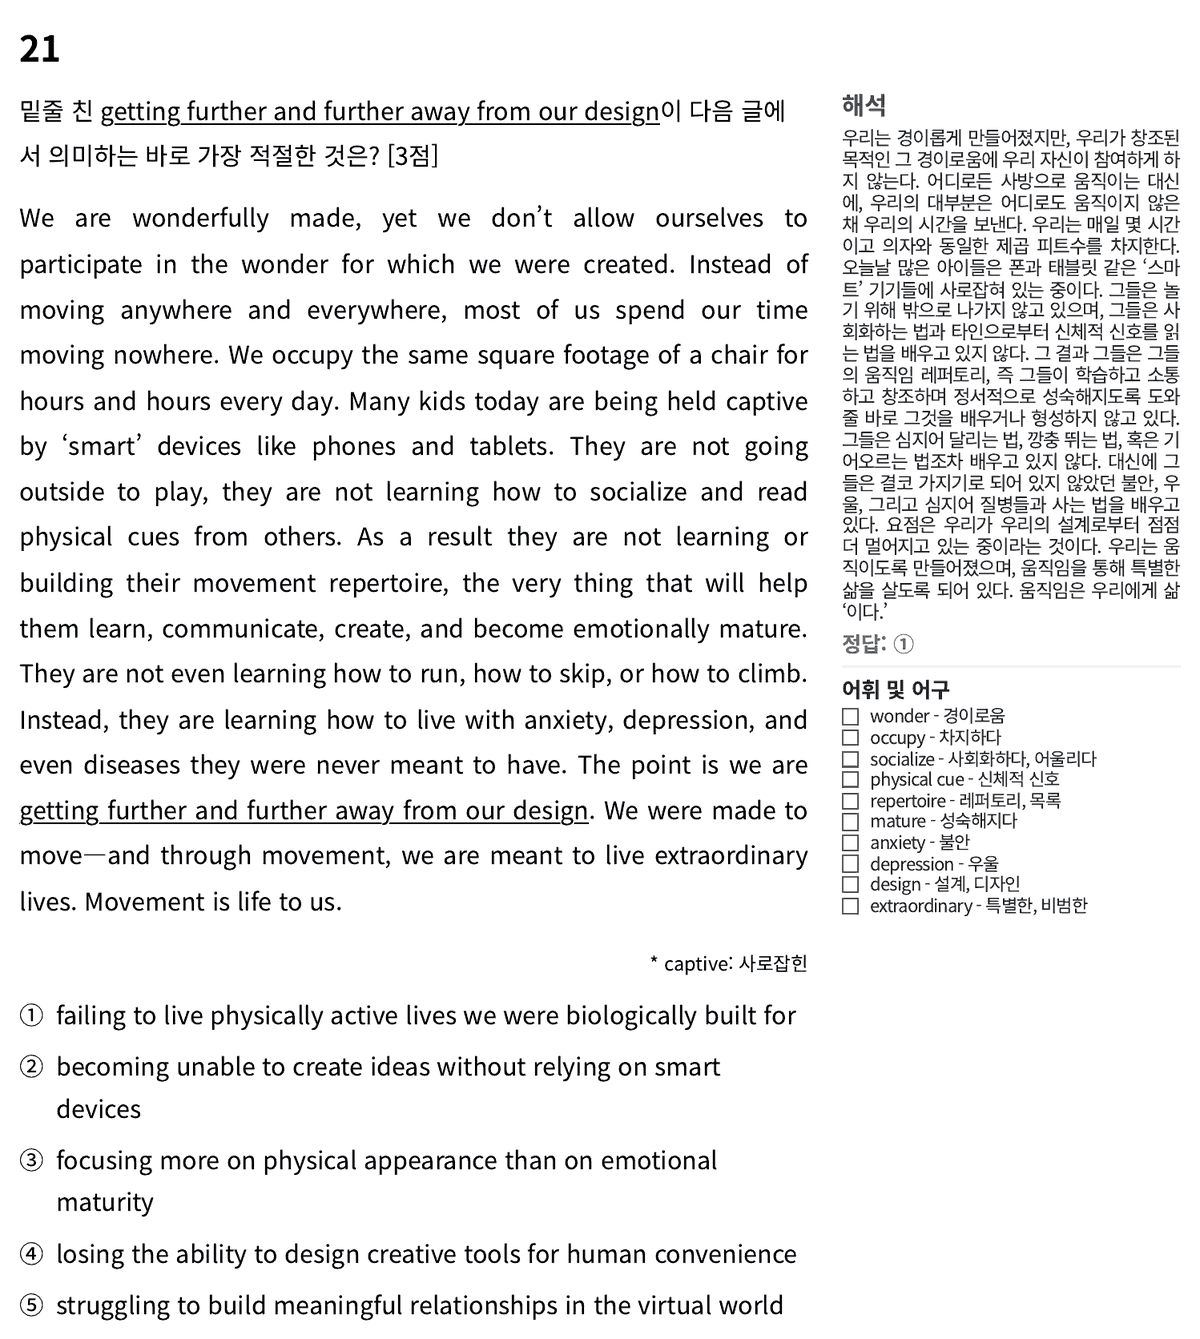 21
밑줄 친 getting further and further away from our design이 다음 글에
서 의미하는 바로 가장 적절한 것은? [3점]
We are wonderfully made, yet we don’t allow ourselves to
participate in the wonder for which we were created. Instead of
moving anywhere and everywhere, most of us spend our time
moving nowhere. We occupy the same square footage of a chair for
hours and hours every day. Many kids today are being held captive
by ‘smart’ devices like phones and tablets. They are not going
outside to play, they are not learning how to socialize and read
physical cues from others. As a result they are not learning or
building their movement repertoire, the very thing that will help
them learn, communicate, create, and become emotionally mature.
They are not even learning how to run, how to skip, or how to climb.
Instead, they are learning how to live with anxiety, depression, and
even diseases they were never meant to have. The point is we are
getting further and further away from our design. We were made to
move—and through movement, we are meant to live extraordinary
lives. Movement is life to us.
* captive: 사로잡힌
① failing to live physically active lives we were biologically built for
② becoming unable to create ideas without relying on smart
devices
③ focusing more on physical appearance than on emotional
maturity
④ losing the ability to design creative tools for human convenience
⑤ struggling to build meaningful relationships in the virtual world
해석
우리는 경이롭게 만들어졌지만, 우리가 창조된
목적인 그 경이로움에 우리 자신이 참여하게 하
지 않는다. 어디로든 사방으로 움직이는 대신
에, 우리의 대부분은 어디로도 움직이지 않은
채 우리의 시간을 보낸다. 우리는 매일 몇 시간
이고 의자와 동일한 제곱 피트수를 차지한다.
오늘날 많은 아이들은 폰과 태블릿 같은 ‘스마
트’ 기기들에 사로잡혀 있는 중이다. 그들은 놀
기 위해 밖으로 나가지 않고 있으며, 그들은 사
회화하는 법과 타인으로부터 신체적 신호를 읽
는 법을 배우고 있지 않다. 그 결과 그들은 그들
의 움직임 레퍼토리, 즉 그들이 학습하고 소통
하고 창조하며 정서적으로 성숙해지도록 도와
줄 바로 그것을 배우거나 형성하지 않고 있다.
그들은 심지어 달리는 법, 깡충 뛰는 법, 혹은 기
어오르는 법조차 배우고 있지 않다. 대신에 그
들은 결코 가지기로 되어 있지 않았던 불안, 우
울, 그리고 심지어 질병들과 사는 법을 배우고
있다. 요점은 우리가 우리의 설계로부터 점점
더 멀어지고 있는 중이라는 것이다. 우리는 움
직이도록 만들어졌으며, 움직임을 통해 특별한
삶을 살도록 되어 있다. 움직임은 우리에게 삶
‘이다.’
정답: ①
어휘 및 어구
wonder - 경이로움
occupy - 차지하다
socialize - 사회화하다, 어울리다
physical cue - 신체적 신호
repertoire - 레퍼토리, 목록
mature - 성숙해지다
anxiety - 불안
depression - 우울
design - 설계, 디자인
extraordinary - 특별한, 비범한